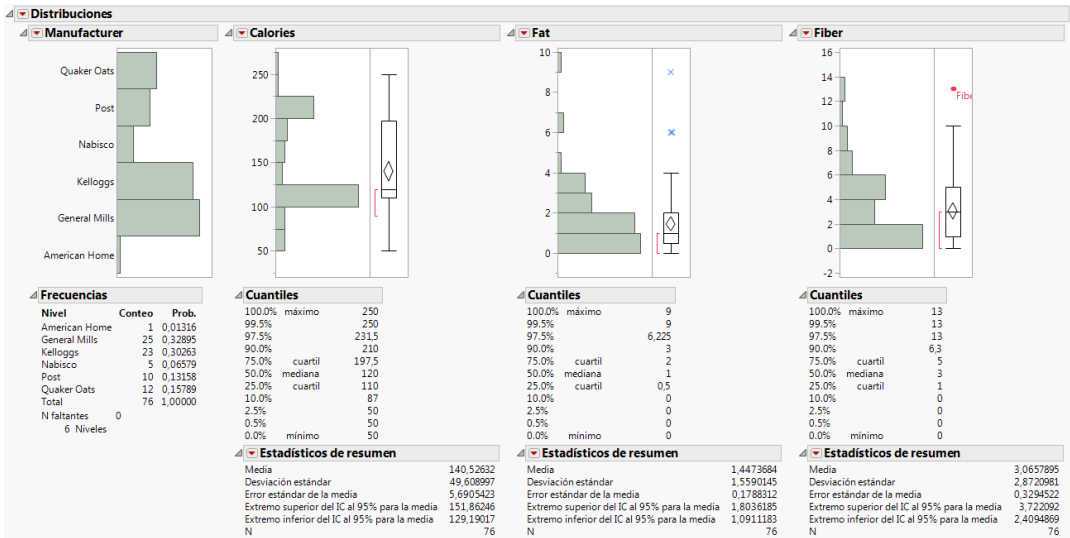 Distribuciones
Manufacturer
Quaker Oats
Post
Nabisco
Kelloggs
General Mills
American Home
Frecuencias
Nivel Conteo Prob.
American Home 1 0,01316
General Mills 25 0,32895
Kelloggs 23 0,30263
Nabisco 5 0,06579
Post 10 0,13158
Quaker Oats 12 0,15789
Total 76 1,00000
N faltantes 0
6 Niveles
Calories
250
200
150
100
50
Cuantiles
100.0% máximo 250
99.5% 250
97.5% 231,5
90.0% 210
75.0% cuartil 197,5
50.0% mediana 120
25.0% cuartil 110
10.0% 87
2.5% 50
0.5% 50
0.0% mínimo 50
Estadísticos de resumen
Media 140,52632
Desviación estándar 49,608997
Error estándar de la media 5,6905423
Extremo superior del IC al 95% para la media 151,86246
Extremo inferior del IC al 95% para la media 129,19017
N 76
Fat
10
8
6
4
2
0
Cuantiles
100.0% máximo 9
99.5% 9
97.5% 6,225
90.0% 3
75.0% cuartil 2
50.0% mediana 1
25.0% cuartil 0,5
10.0% 0
2.5% 0
0.5% 0
0.0% mínimo 0
Estadísticos de resumen
Media 1,4473684
Desviación estándar 1,5590145
Error estándar de la media 0,1788312
Extremo superior del IC al 95% para la media 1,8036185
Extremo inferior del IC al 95% para la media 1,0911183
N 76
Fiber
16
14
12
10
8
6
4
2
0
-2
Fibe
Cuantiles
100.0% máximo 13
99.5% 13
97.5% 13
90.0% 6,3
75.0% cuartil 5
50.0% mediana 3
25.0% cuartil 1
10.0% 0
2.5% 0
0.5% 0
0.0% mínimo 0
Estadísticos de resumen
Media 3,0657895
Desviación estándar 2,8720981
Error estándar de la media 0,3294522
Extremo superior del IC al 95% para la media 3,722092
Extremo inferior del IC al 95% para la media 2,4094869
N 76